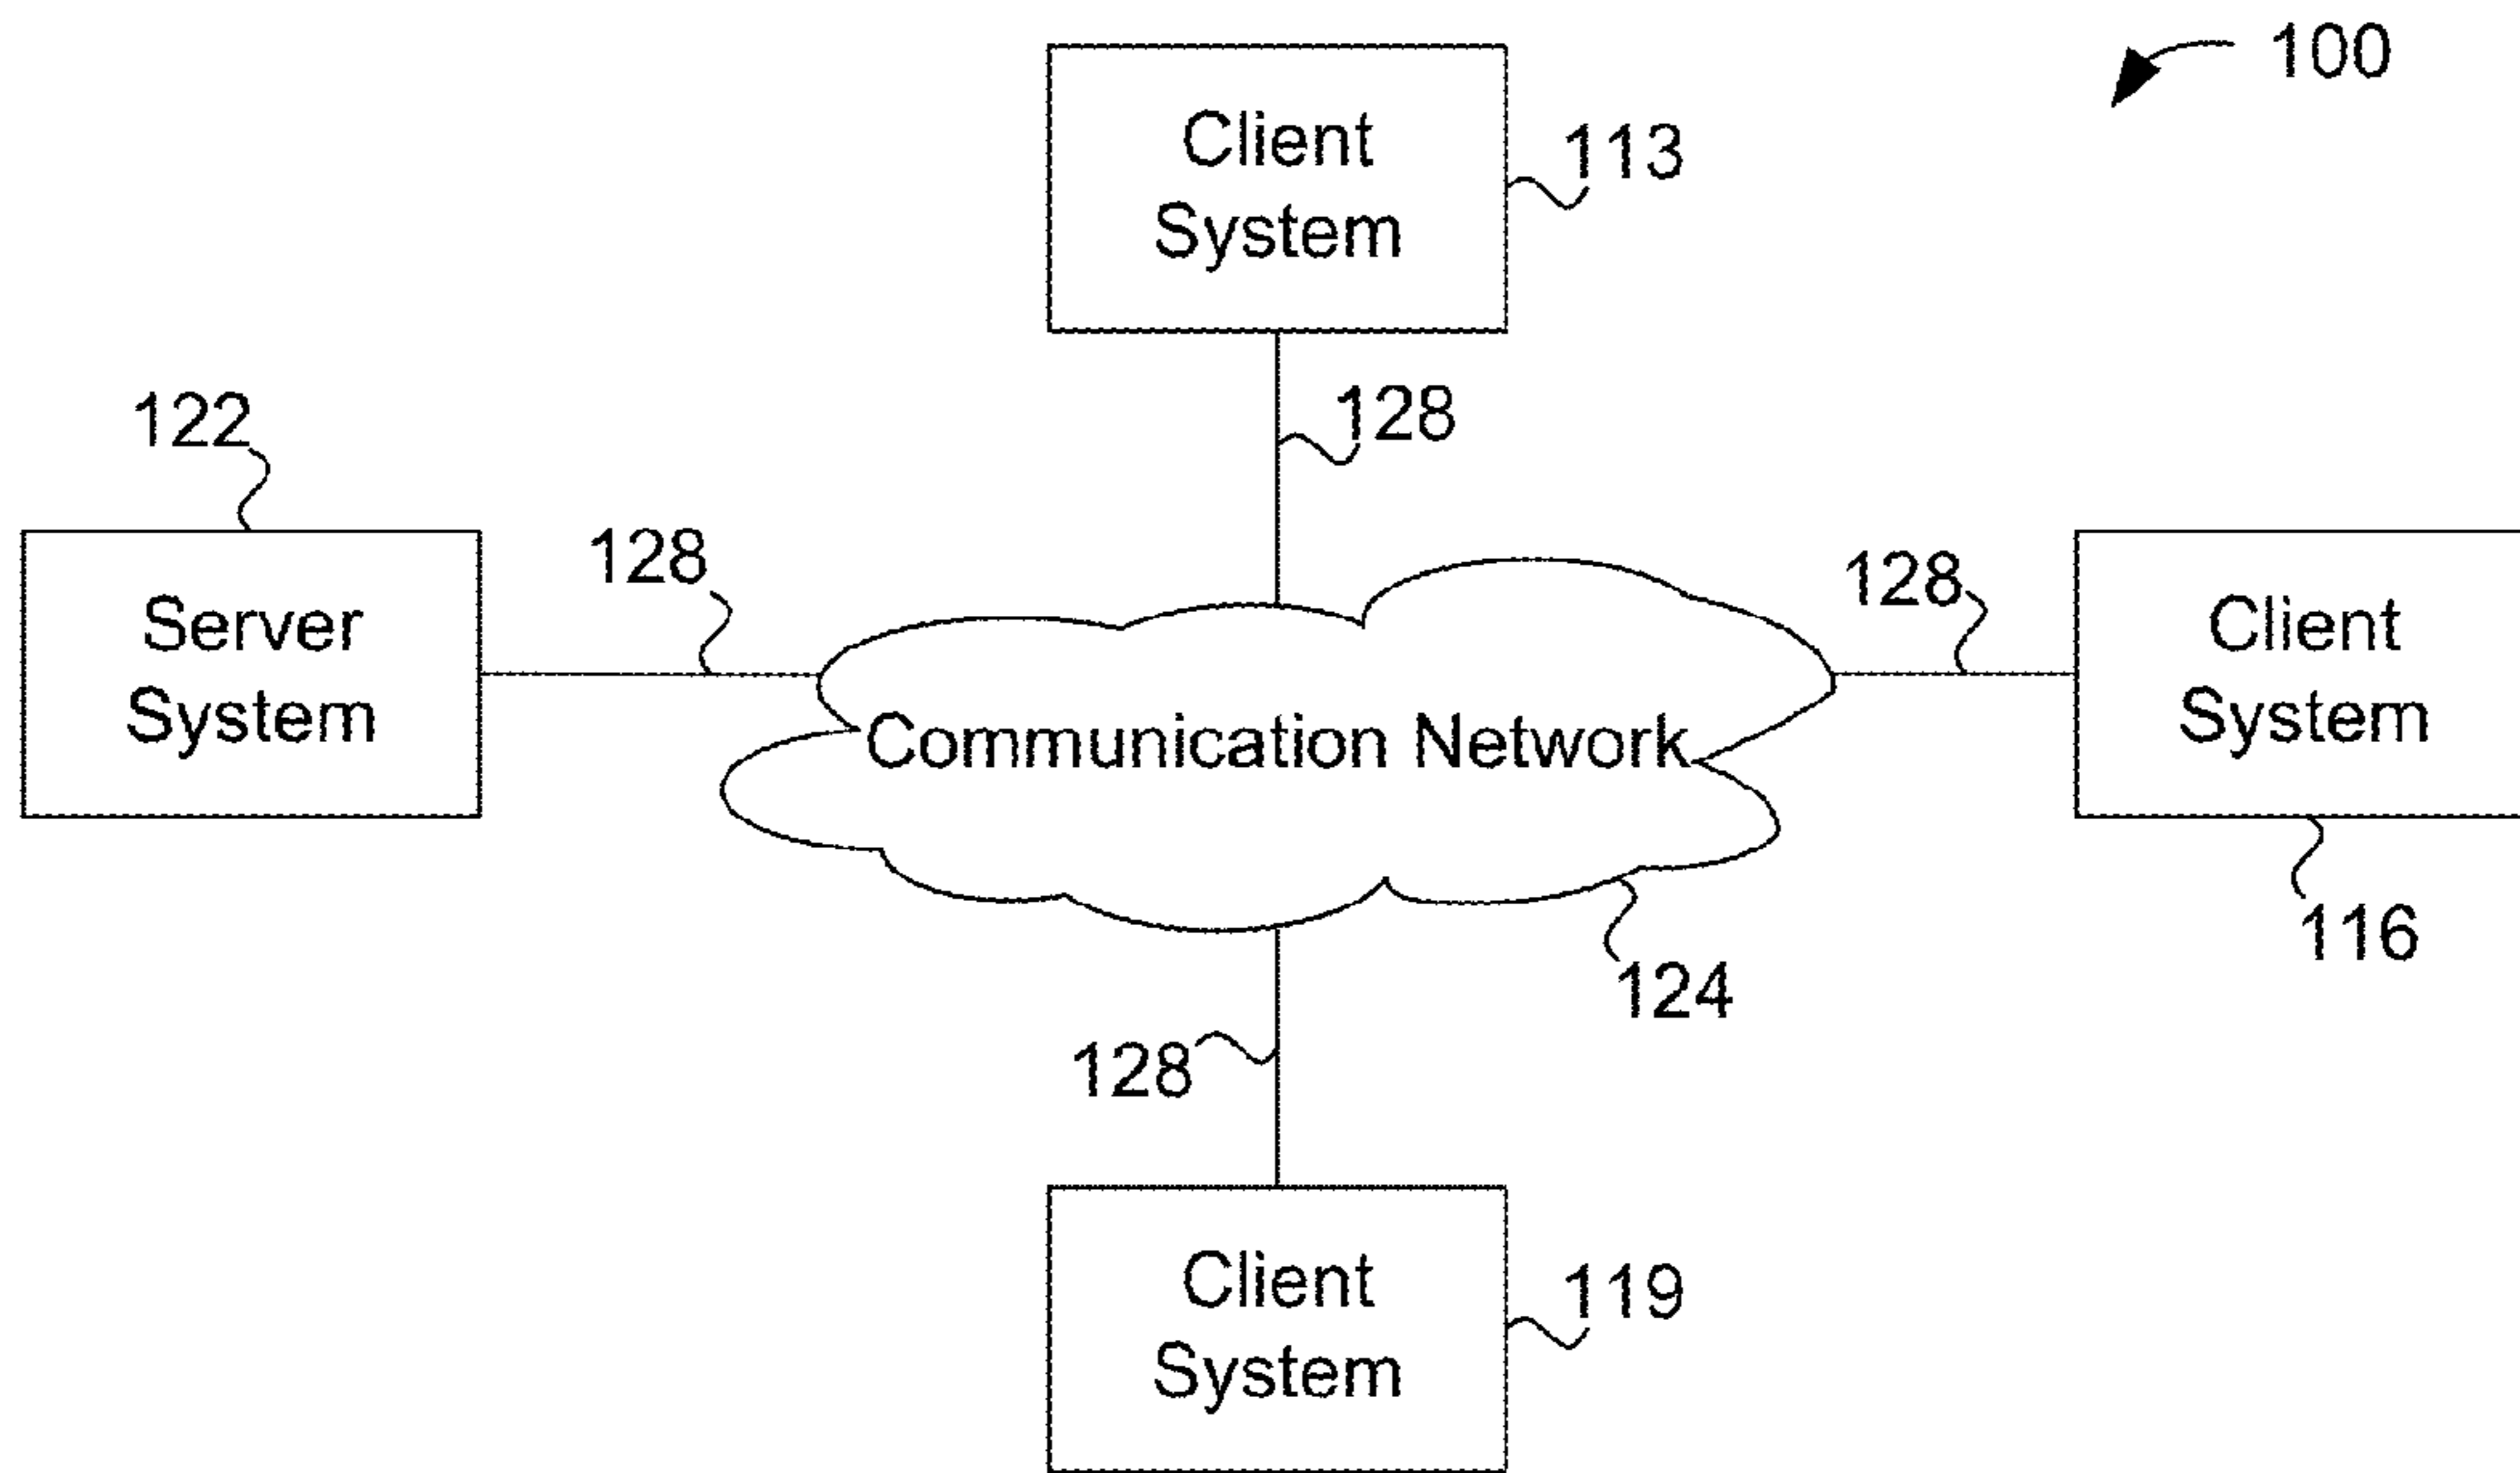 100
Client
System
113
128
122
Server
System
128
128
Client
System
Communication Network
116
124
128
Client
System
119